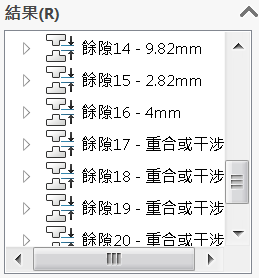 結果(R)
餘隙14 - 9.82mm
餘隙15 - 2.82mm
餘隙16 - 4mm
餘隙17 - 重合或干涉
餘隙18 - 重合或干涉
餘隙19 - 重合或干涉
餘隙20 - 重合或干涉